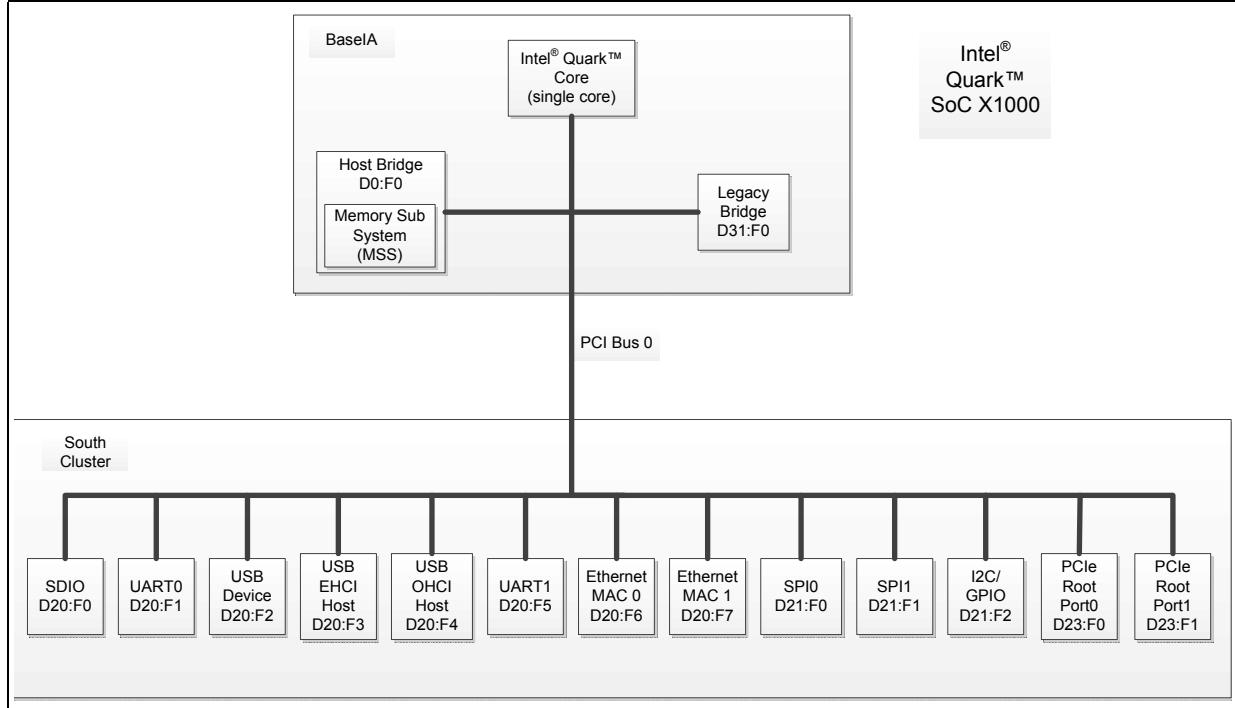 BaseIA
Intel® Quark™
Core
(single core)
Intel®
Quark™
SoC X1000
Host Bridge
D0:F0
Memory Sub
System
(MSS)
Legacy
Bridge
D31:F0
PCI Bus 0
South
Cluster
SDIO
D20:F0
UART0
D20:F1
USB
Device
D20:F2
USB
EHCI
Host
D20:F3
USB
OHCI
Host
D20:F4
UART1
D20:F5
Ethernet
MAC 0
D20:F6
Ethernet
MAC 1
D20:F7
SPI0
D21:F0
SPI1
D21:F1
I2C/
GPIO
D21:F2
PCIe
Root
Port0
D23:F0
PCIe
Root
Port1
D23:F1